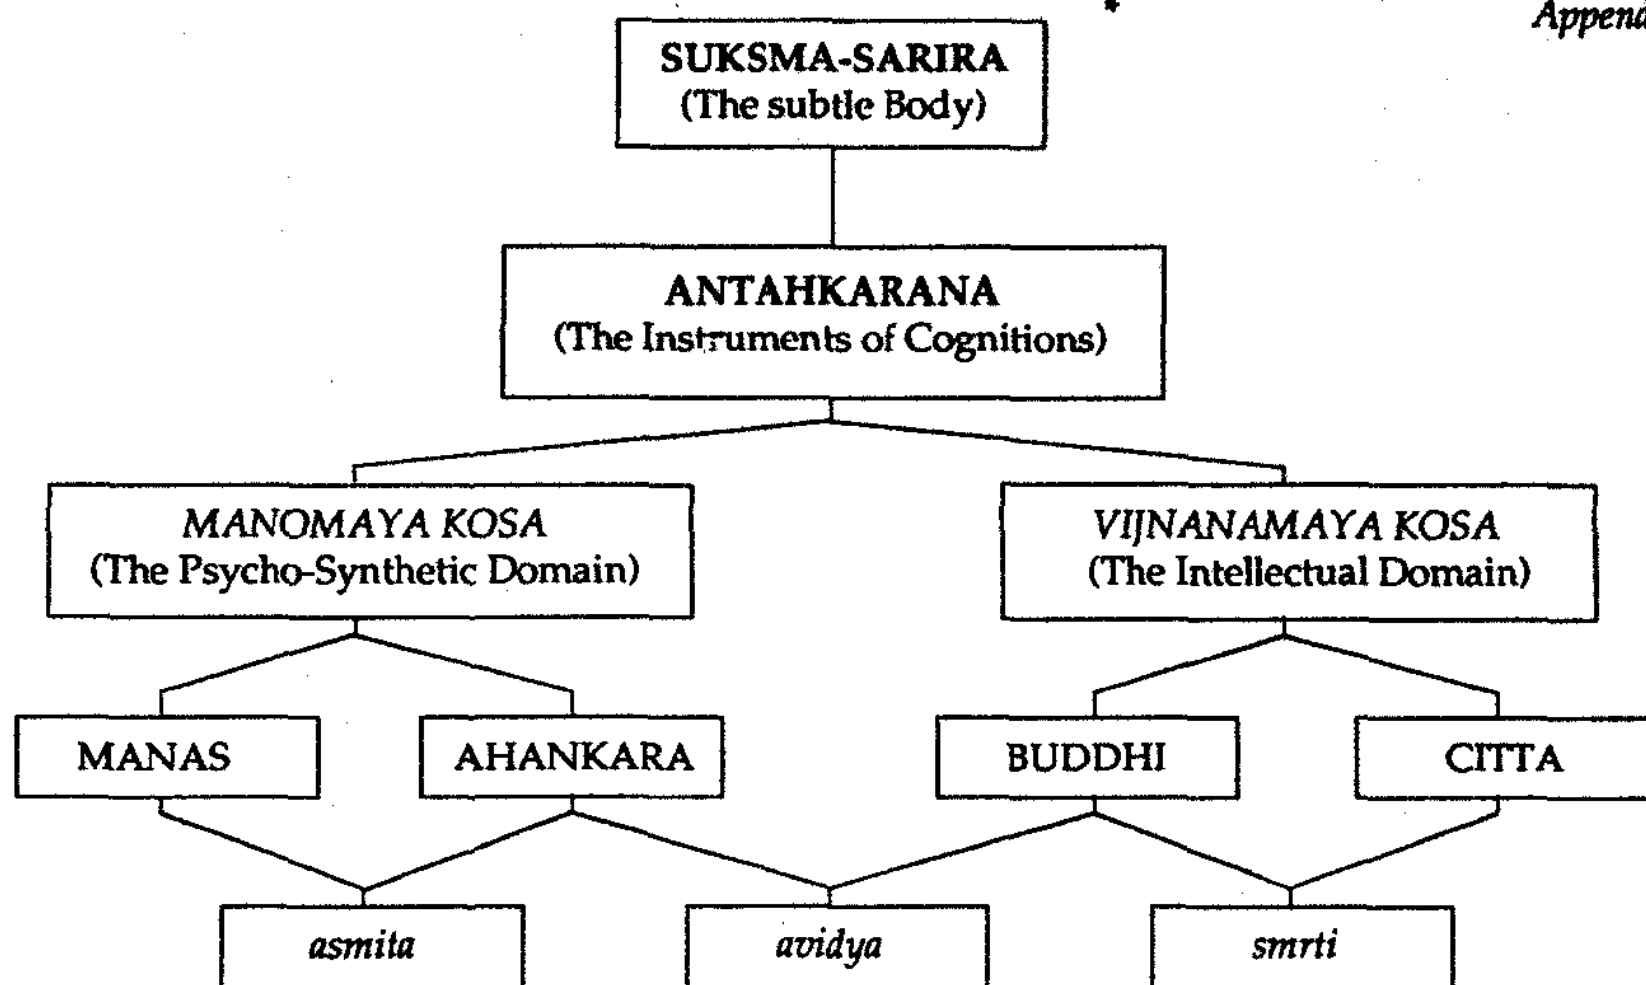 SUKSMA-SARIRA
(The subtle Body)
ANTAHKARANA
(The Instruments of Cognitions)
MANOMAYA KOSA
(The Psycho-Synthetic Domain)
VIJNANAMAYA KOSA
(The Intellectual Domain)
MANAS
AHANKARA
BUDDHI
CITTA
asmita
avidya
smrti